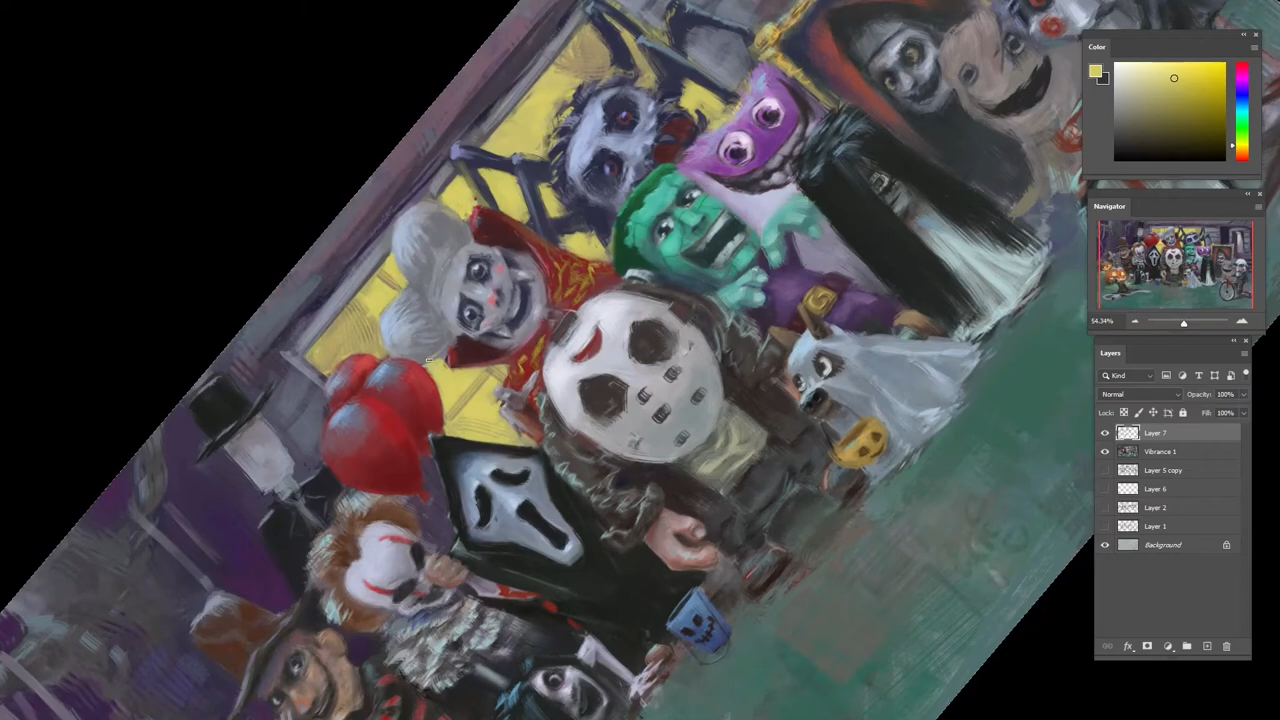 Color
Navigator
54.34%
Layers
Kind
Normal
Opacity: 100%
Lock:
Fill: 100%
Layer 7
Vibrance 1
Layer 5 copy
Layer 6
Layer 2
Layer 1
Background
fx